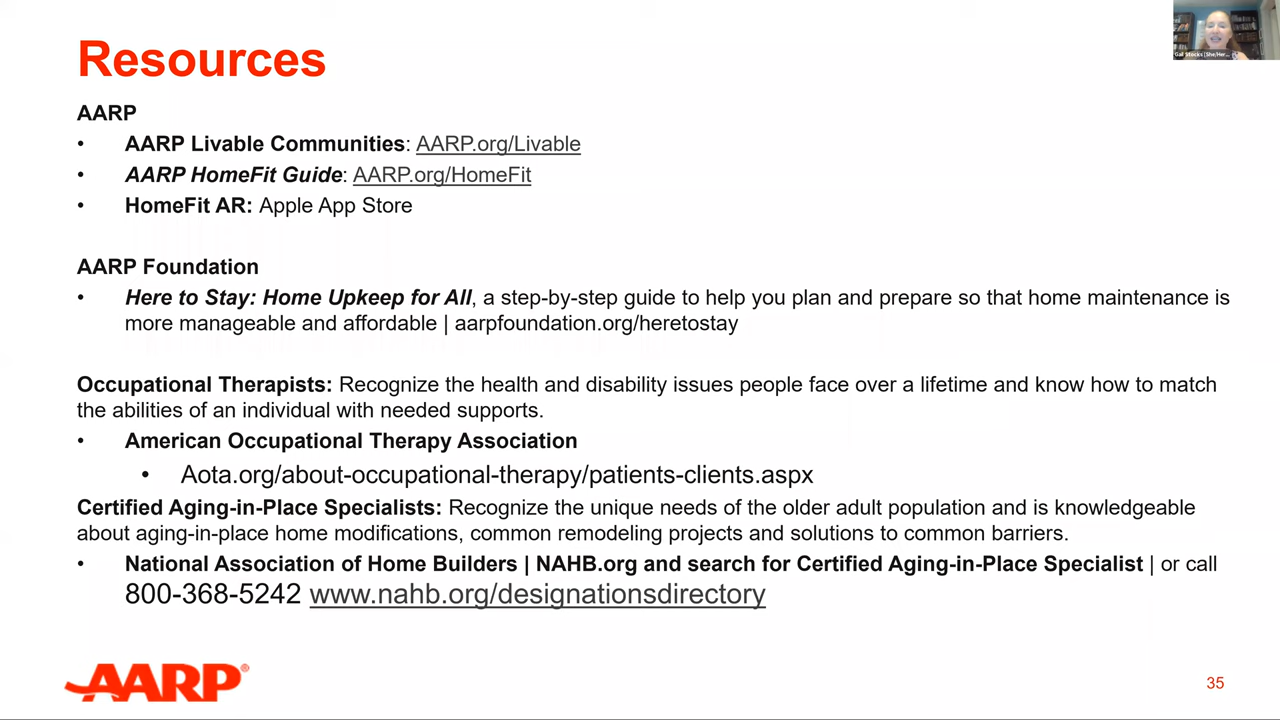 Resources
Gail Stocks (She/Her...
AARP
• AARP Livable Communities: AARP.org/Livable
• AARP HomeFit Guide: AARP.org/HomeFit
• HomeFit AR: Apple App Store
AARP Foundation
• Here to Stay: Home Upkeep for All, a step-by-step guide to help you plan and prepare so that home maintenance is
more manageable and affordable | aarpfoundation.org/heretostay
Occupational Therapists: Recognize the health and disability issues people face over a lifetime and know how to match
the abilities of an individual with needed supports.
• American Occupational Therapy Association
• Aota.org/about-occupational-therapy/patients-clients.aspx
Certified Aging-in-Place Specialists: Recognize the unique needs of the older adult population and is knowledgeable
about aging-in-place home modifications, common remodeling projects and solutions to common barriers.
• National Association of Home Builders | NAHB.org and search for Certified Aging-in-Place Specialist | or call
800-368-5242 www.nahb.org/designationsdirectory
AARP®
35